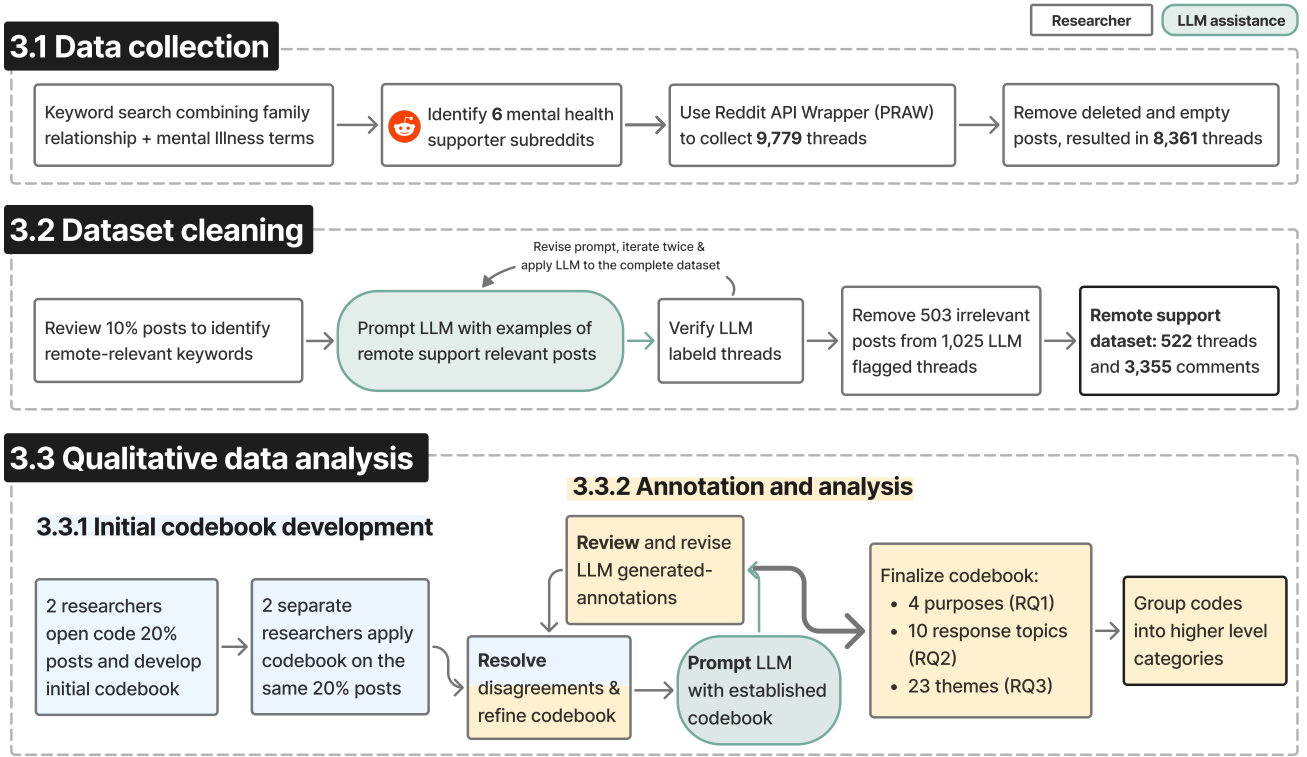 Researcher
LLM assistance
3.1 Data collection
Keyword search combining family
relationship + mental Illness terms
Identify 6 mental health
supporter subreddits
Use Reddit API Wrapper (PRAW)
to collect 9,779 threads
Remove deleted and empty
posts, resulted in 8,361 threads
3.2 Dataset cleaning
Revise prompt, iterate twice &
apply LLM to the complete dataset
Review 10% posts to identify
remote-relevant keywords
Prompt LLM with examples of
remote support relevant posts
Verify LLM
labeld threads
Remove 503 irrelevant
posts from 1,025 LLM
flagged threads
Remote support
dataset: 522 threads
and 3,355 comments
3.3 Qualitative data analysis
3.3.1 Initial codebook development
2 researchers
open code 20%
posts and develop
initial codebook
2 separate
researchers apply
codebook on the
same 20% posts
Resolve
disagreements &
refine codebook
3.3.2 Annotation and analysis
Review and revise
LLM generated-
annotations
Prompt LLM
with established
codebook
Finalize codebook:
• 4 purposes (RQ1)
• 10 response topics
(RQ2)
• 23 themes (RQ3)
Group codes
into higher level
categories